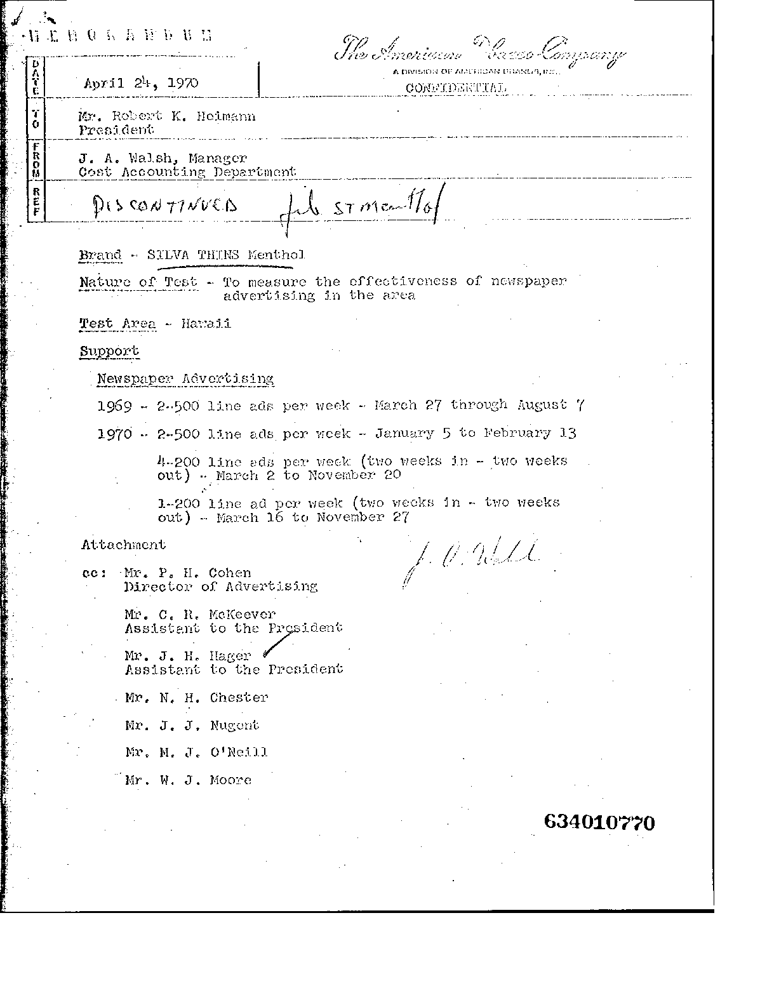 MEMORANDUM
The American Tobacco Company
A DIVISION OF AMERICAN BRANDS, INC.
CONFIDENTIAL
DATE
April 24, 1970
TO
Mr. Robert K. Heimann
President
FROM
J. A. Walsh, Manager
Cost Accounting Department
REF
DISCONTINUED file ST Menthol
Brand - SILVA THINS Menthol
Nature of Test - To measure the effectiveness of newspaper
advertising in the area
Test Area - Hawaii
Support
Newspaper Advertising
1969 - 2-500 line ads per week - March 27 through August 7
1970 - 2-500 line ads per week - January 5 to February 13
4-200 line ads per week (two weeks in - two weeks
out) - March 2 to November 20
1-200 line ad per week (two weeks in - two weeks
out) - March 16 to November 27
Attachment
cc: Mr. P. H. Cohen
Director of Advertising
Mr. C. R. McKeever
Assistant to the President
Mr. J. H. Hager
Assistant to the President
Mr. N. H. Chester
Mr. J. J. Nugent
Mr. M. J. O'Neill
Mr. W. J. Moore
634010770